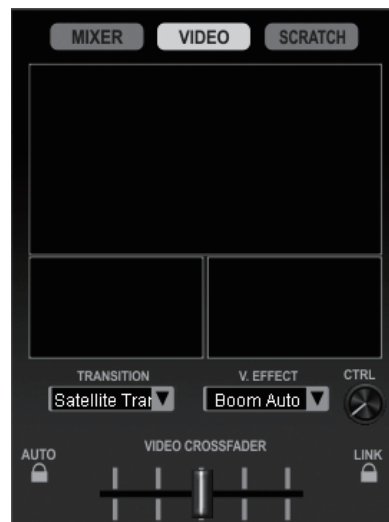 MIXER VIDEO SCRATCH
TRANSITION V. EFFECT CTRL
Satellite Trar Boom Auto
VIDEO CROSSFADER
AUTO LINK